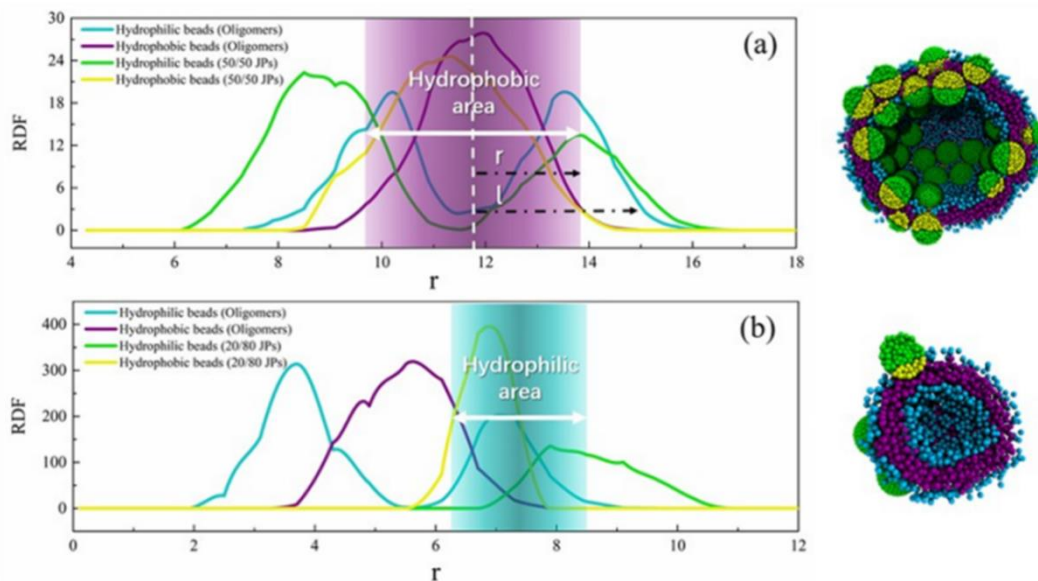 30
24
18
12
6
0
RDF
Hydrophilic beads (Oligomers)
Hydrophobic beads (Oligomers)
Hydrophilic beads (50/50 JPs)
Hydrophobic beads (50/50 JPs)
(a)
Hydrophobic
area
r
l
4 6 8 10 12 14 16 18
r
400
300
200
100
0
RDF
Hydrophilic beads (Oligomers)
Hydrophobic beads (Oligomers)
Hydrophilic beads (20/80 JPs)
Hydrophobic beads (20/80 JPs)
(b)
Hydrophilic
area
0 2 4 6 8 10 12
r